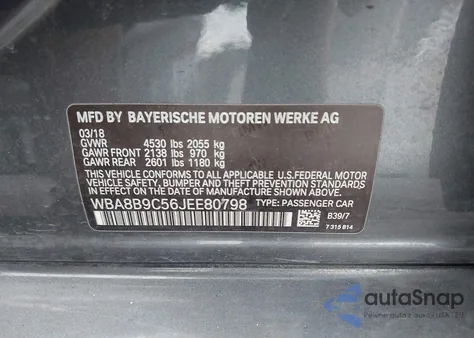 MFD BY BAYERISCHE MOTOREN WERKE AG
03/18
GVWR 4530 lbs 2055 kg
GAWR FRONT 2138 lbs 970 kg
GAWR REAR 2601 lbs 1180 kg
THIS VEHICLE CONFORMS TO ALL APPLICABLE U.S.FEDERAL MOTOR
VEHICLE SAFETY, BUMPER, AND THEFT PREVENTION STANDARDS
IN EFFECT ON THE DATE OF MANUFACTURE SHOWN ABOVE.
WBA8B9C56JEE80798 TYPE: PASSENGER CAR
B39/7
7 315 814
autaSnap